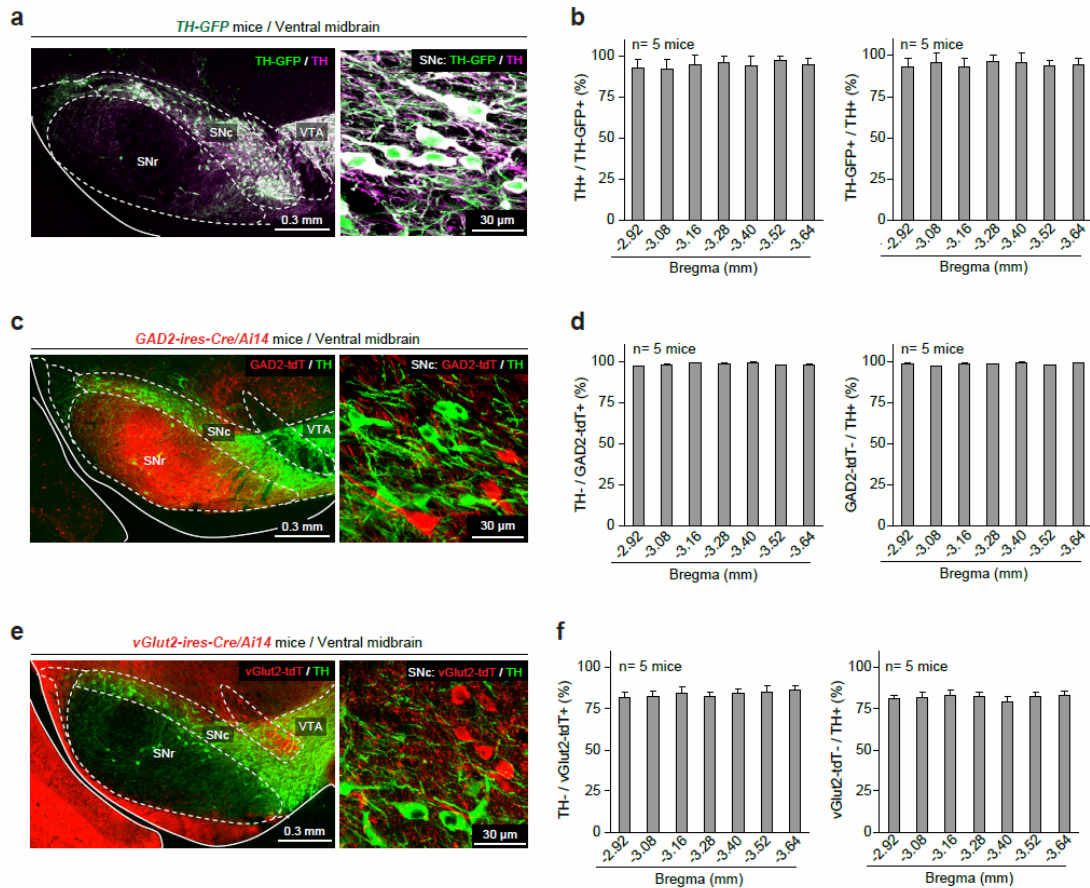 a
TH-GFP mice / Ventral midbrain
TH-GFP / TH
SNc
VTA
SNr
0.3 mm
SNc: TH-GFP / TH
30 µm
b
n= 5 mice
TH+ / TH-GFP+ (%)
100
75
50
25
0
-2.92
-3.08
-3.16
-3.28
-3.40
-3.52
-3.64
Bregma (mm)
n= 5 mice
TH-GFP+ / TH+ (%)
100
75
50
25
0
-2.92
-3.08
-3.16
-3.28
-3.40
-3.52
-3.64
Bregma (mm)
c
GAD2-ires-Cre/Ai14 mice / Ventral midbrain
GAD2-tdT / TH
SNc
VTA
SNr
0.3 mm
SNc: GAD2-tdT / TH
30 µm
d
n= 5 mice
TH- / GAD2-tdT+ (%)
100
75
50
25
0
-2.92
-3.08
-3.16
-3.28
-3.40
-3.52
-3.64
Bregma (mm)
n= 5 mice
GAD2-tdT- / TH+ (%)
100
75
50
25
0
-2.92
-3.08
-3.16
-3.28
-3.40
-3.52
-3.64
Bregma (mm)
e
vGlut2-ires-Cre/Ai14 mice / Ventral midbrain
vGlut2-tdT / TH
VTA
SNc
SNr
0.3 mm
SNc: vGlut2-tdT / TH
30 µm
f
n= 5 mice
TH- / vGlut2-tdT+ (%)
100
75
50
25
0
-2.92
-3.08
-3.16
-3.28
-3.40
-3.52
-3.64
Bregma (mm)
n= 5 mice
vGlut2-tdT- / TH+ (%)
100
75
50
25
0
-2.92
-3.08
-3.16
-3.28
-3.40
-3.52
-3.64
Bregma (mm)